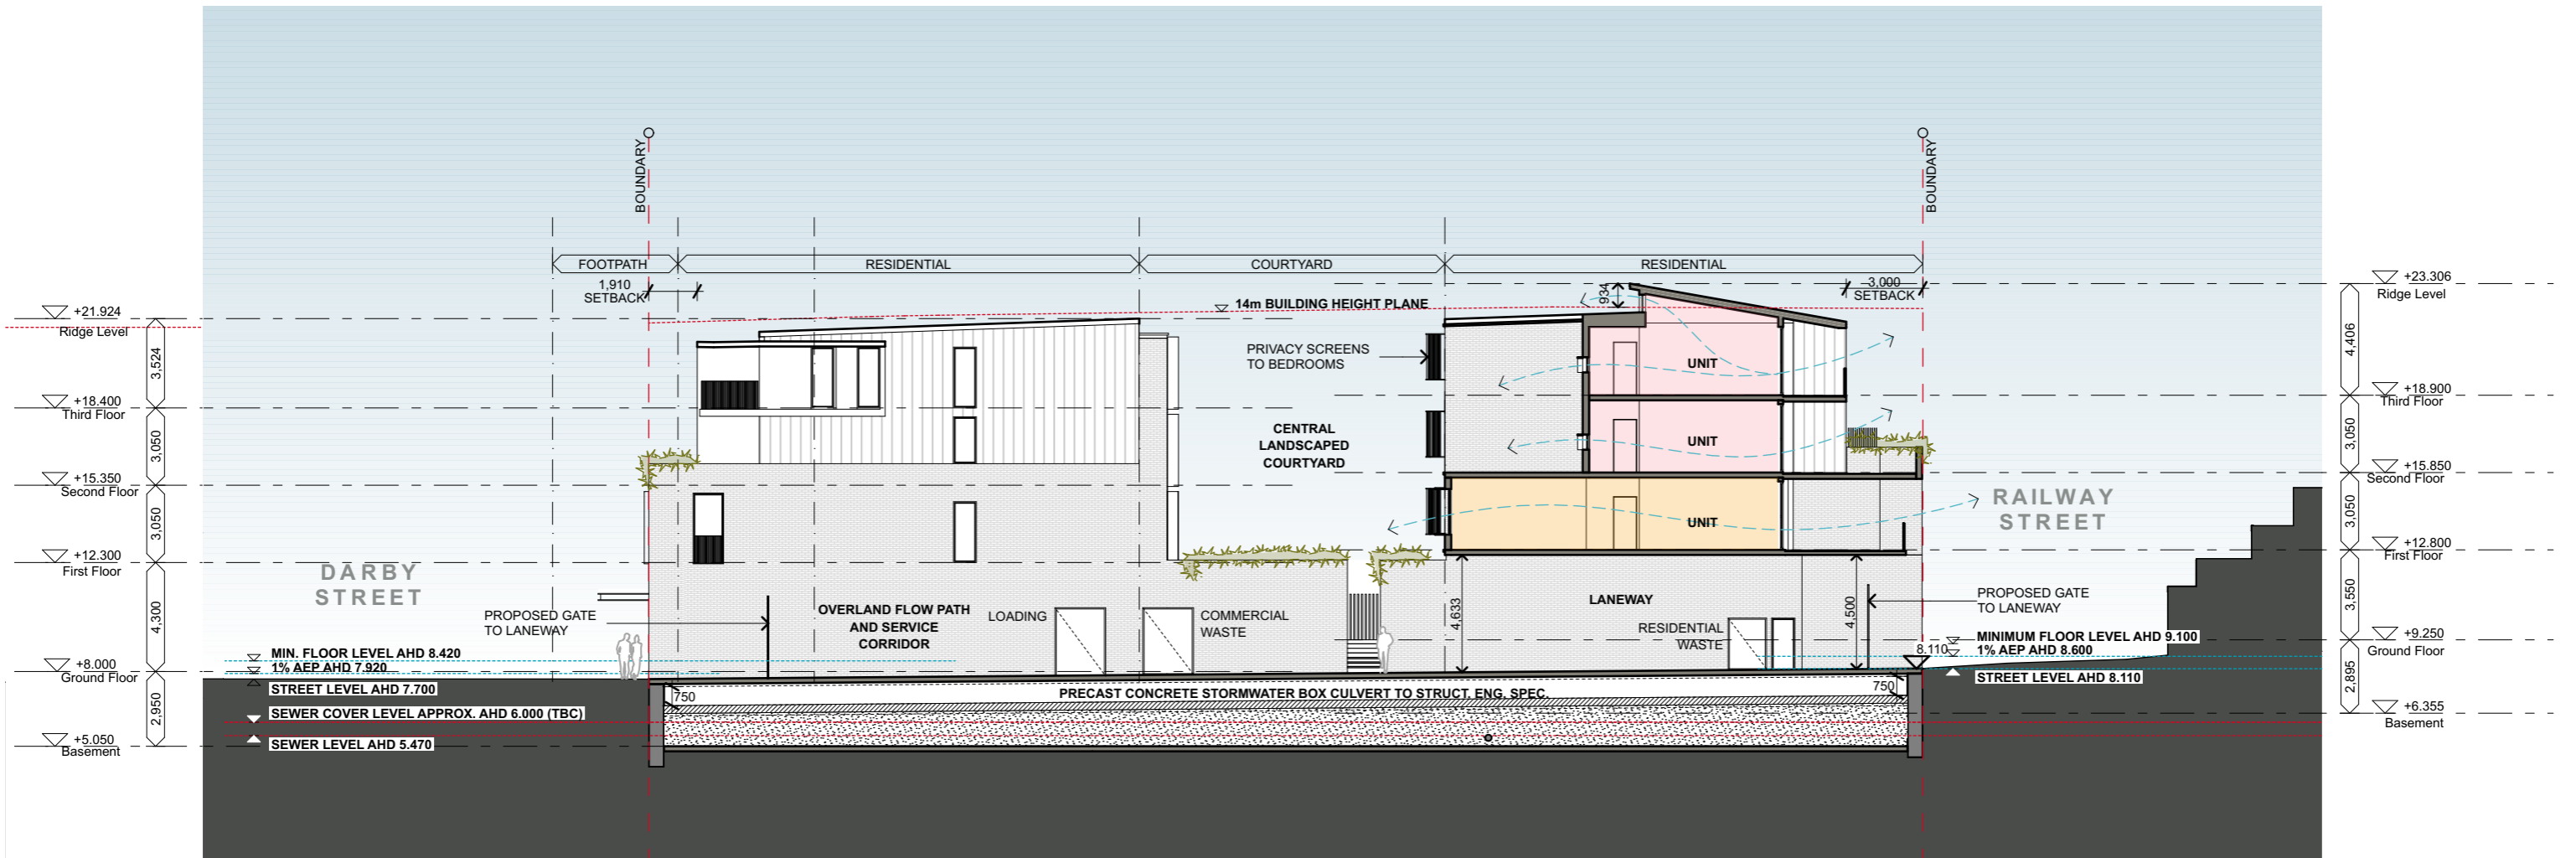 BOUNDARY
BOUNDARY
FOOTPATH
RESIDENTIAL
COURTYARD
RESIDENTIAL
1,910
SETBACK
3,000
SETBACK
14m BUILDING HEIGHT PLANE
934
+21.924
Ridge Level
3,524
+18.400
Third Floor
3,050
+15.350
Second Floor
3,050
+12.300
First Floor
4,300
+8.000
Ground Floor
2,950
+5.050
Basement
DARBY
STREET
MIN. FLOOR LEVEL AHD 8.420
1% AEP AHD 7.920
STREET LEVEL AHD 7.700
SEWER COVER LEVEL APPROX. AHD 6.000 (TBC)
SEWER LEVEL AHD 5.470
PROPOSED GATE
TO LANEWAY
OVERLAND FLOW PATH
AND SERVICE
CORRIDOR
LOADING
COMMERCIAL
WASTE
PRIVACY SCREENS
TO BEDROOMS
CENTRAL
LANDSCAPED
COURTYARD
UNIT
UNIT
UNIT
4,633
LANEWAY
4,500
RESIDENTIAL
WASTE
750
PRECAST CONCRETE STORMWATER BOX CULVERT TO STRUCT. ENG. SPEC.
750
8.110
RAILWAY
STREET
PROPOSED GATE
TO LANEWAY
MINIMUM FLOOR LEVEL AHD 9.100
1% AEP AHD 8.600
STREET LEVEL AHD 8.110
+23.306
Ridge Level
4,406
+18.900
Third Floor
3,050
+15.850
Second Floor
3,050
+12.800
First Floor
3,550
+9.250
Ground Floor
2,895
+6.355
Basement